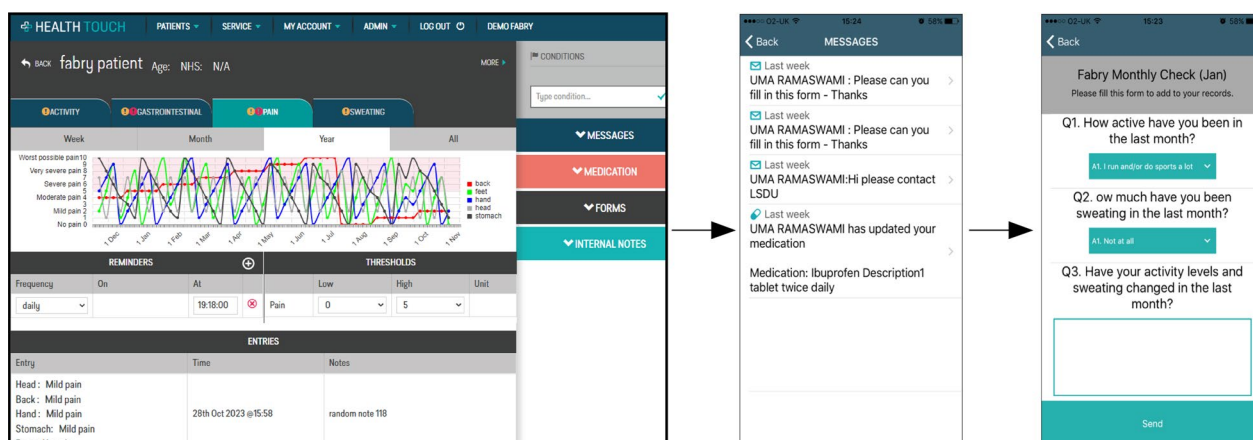 HEALTH TOUCH
PATIENTS
SERVICE
MY ACCOUNT
ADMIN
LOG OUT
DEMO FABRY
BACK fabry patient Age: NHS: N/A
MORE
ACTIVITY
GASTROINTESTINAL
PAIN
SWEATING
Week
Month
Year
All
Worst possible pain10
9
Very severe pain 8
7
Severe pain 6
5
Moderate pain 4
3
Mild pain 2
1
No pain 0
1 Dec
1 Jan
1 Feb
1 Mar
1 Apr
1 May
1 Jun
1 Jul
1 Aug
1 Sep
1 Oct
1 Nov
back
feet
hand
head
stomach
REMINDERS
THRESHOLDS
Frequency
On
At
Low
High
Unit
daily
19:18:00
Pain
0
5
ENTRIES
Entry
Time
Notes
Head : Mild pain
Back : Mild pain
Hand : Mild pain
Stomach: Mild pain
28th Oct 2023 @15:58
random note 118
CONDITIONS
Type condition...
MESSAGES
MEDICATION
FORMS
INTERNAL NOTES
O2-UK
15:24
56%
Back
MESSAGES
Last week
UMA RAMASWAMI : Please can you
fill in this form - Thanks
Last week
UMA RAMASWAMI : Please can you
fill in this form - Thanks
Last week
UMA RAMASWAMI:Hi please contact
LSDU
Last week
UMA RAMASWAMI has updated your
medication
Medication: Ibuprofen Description1
tablet twice daily
O2-UK
15:23
58%
Back
Fabry Monthly Check (Jan)
Please fill this form to add to your records.
Q1. How active have you been in
the last month?
A1. I run and/or do sports a lot
Q2. ow much have you been
sweating in the last month?
A1. Not at all
Q3. Have your activity levels and
sweating changed in the last
month?
Send